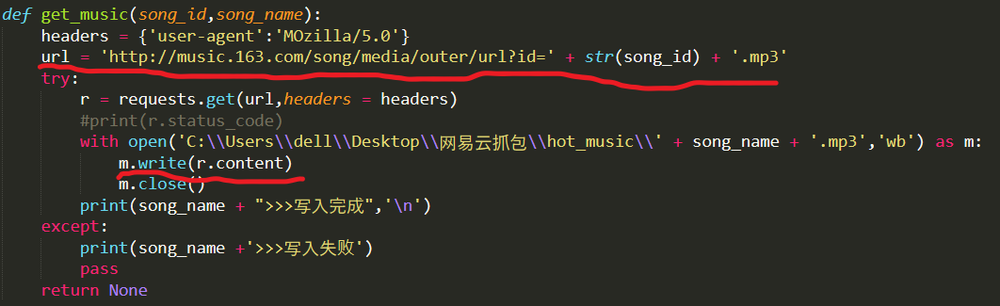 def get_music(song_id,song_name):
    headers = {'user-agent':'MOzilla/5.0'}
    url = 'http://music.163.com/song/media/outer/url?id=' + str(song_id) + '.mp3'
    try:
        r = requests.get(url,headers = headers)
        #print(r.status_code)
        with open('C:\\Users\\dell\\Desktop\\网易云抓包\\hot_music\\' + song_name + '.mp3','wb') as m:
            m.write(r.content)
            m.close()
        print(song_name + ">>>写入完成",'\n')
    except:
        print(song_name +'>>>写入失败')
        pass
    return None